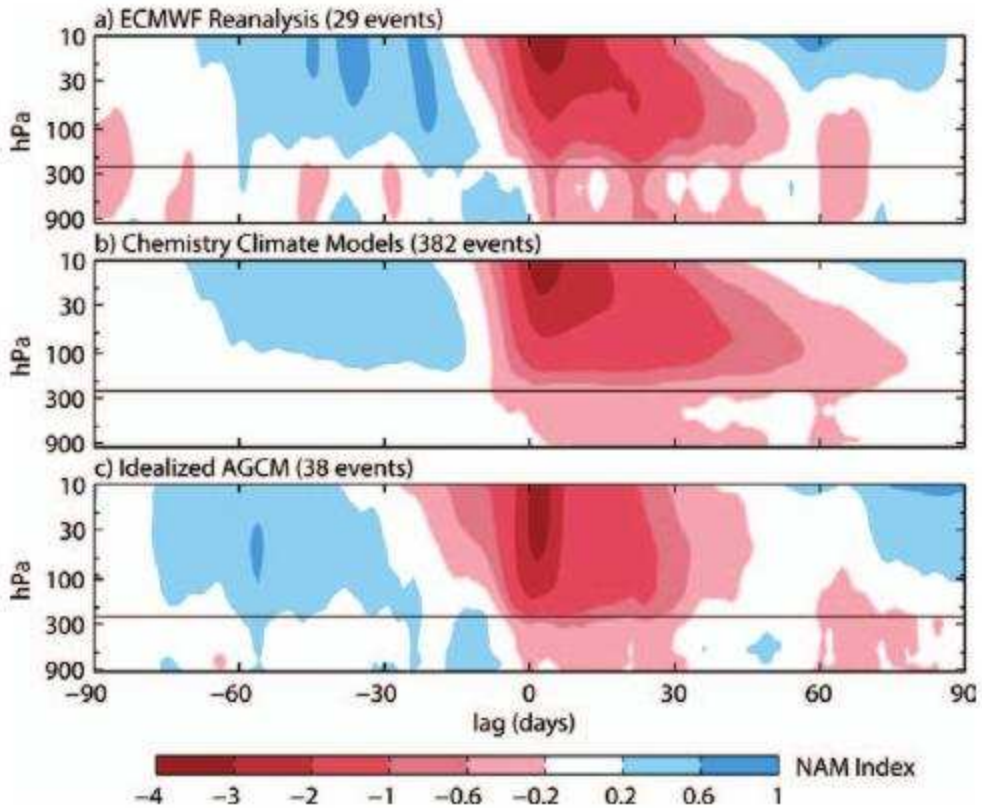 a) ECMWF Reanalysis (29 events)
10
30
100
300
900
hPa
b) Chemistry Climate Models (382 events)
10
30
100
300
900
hPa
c) Idealized AGCM (38 events)
10
30
100
300
900
hPa
−90 −60 −30 0 30 60 90
lag (days)
NAM Index
−4 −3 −2 −1 −0.6 −0.2 0.2 0.6 1